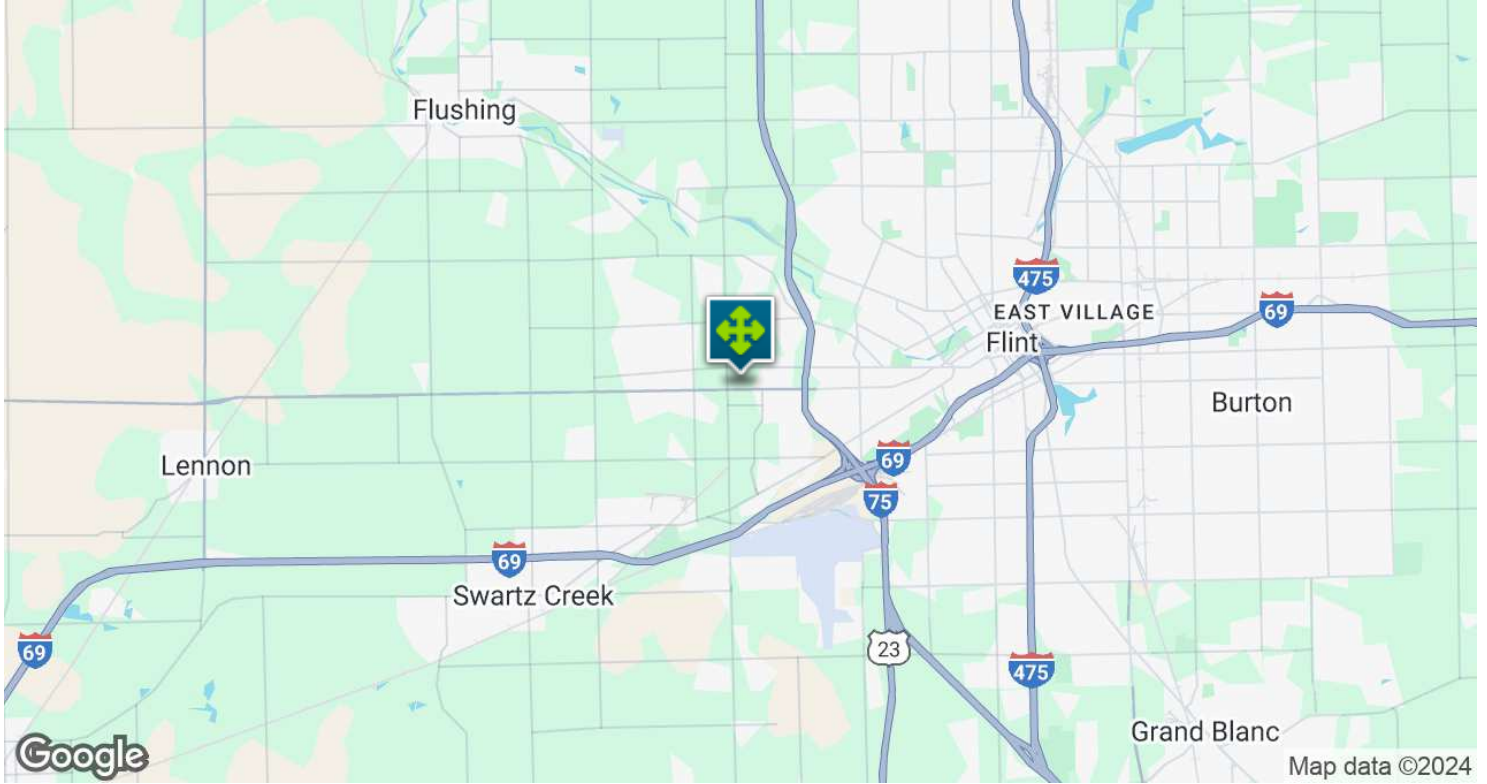 Flushing
475
EAST VILLAGE
69
Flint
Burton
Lennon
69
75
69
Swartz Creek
69
23
475
Grand Blanc
Google
Map data ©2024